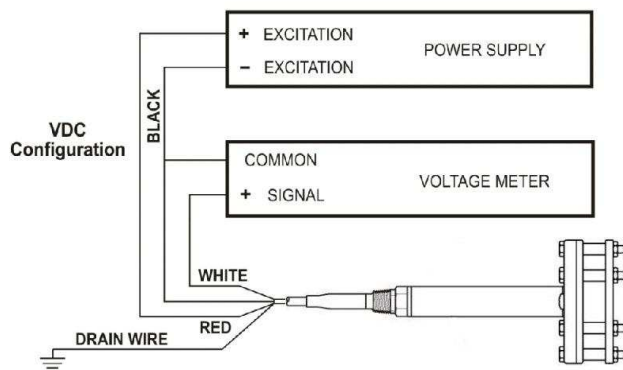 + EXCITATION
POWER SUPPLY
− EXCITATION
BLACK
VDC
Configuration
COMMON
VOLTAGE METER
+ SIGNAL
WHITE
RED
DRAIN WIRE